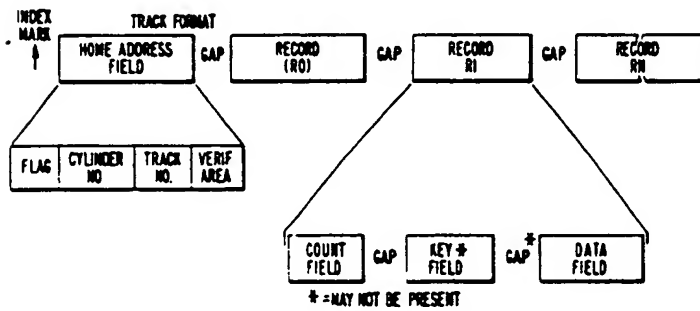 INDEX MARK
TRACK FORMAT
HOME ADDRESS FIELD
GAP
RECORD (R0)
GAP
RECORD R1
GAP
RECORD RN
FLAG
CYLINDER NO
TRACK NO.
VERIF AREA
COUNT FIELD
GAP
KEY * FIELD
GAP *
DATA FIELD
* = MAY NOT BE PRESENT